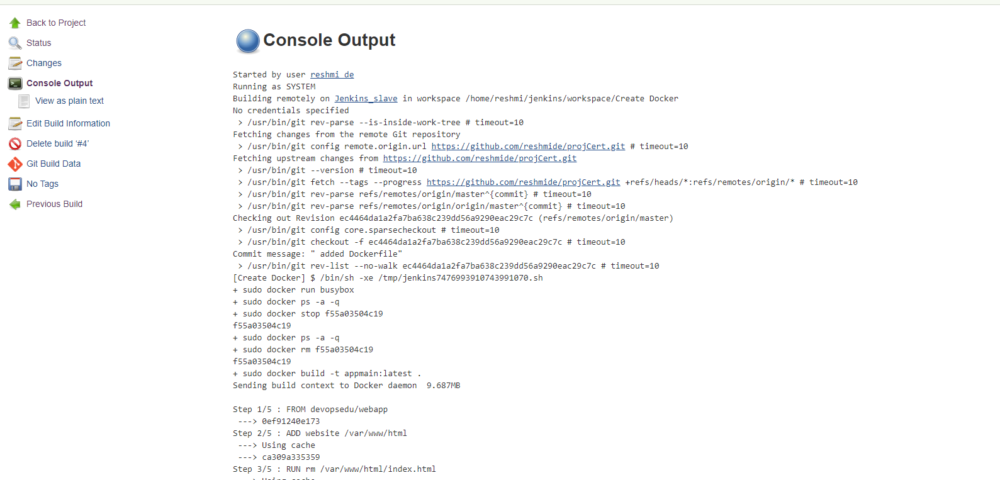 Back to Project
Status
Changes
Console Output
View as plain text
Edit Build Information
Delete build ‘#4’
Git Build Data
No Tags
Previous Build
Console Output
Started by user reshmi de
Running as SYSTEM
Building remotely on Jenkins_slave in workspace /home/reshmi/jenkins/workspace/Create Docker
No credentials specified
> /usr/bin/git rev-parse --is-inside-work-tree # timeout=10
Fetching changes from the remote Git repository
> /usr/bin/git config remote.origin.url https://github.com/reshmide/projCert.git # timeout=10
Fetching upstream changes from https://github.com/reshmide/projCert.git
> /usr/bin/git --version # timeout=10
> /usr/bin/git fetch --tags --progress https://github.com/reshmide/projCert.git +refs/heads/*:refs/remotes/origin/* # timeout=10
> /usr/bin/git rev-parse refs/remotes/origin/master^{commit} # timeout=10
> /usr/bin/git rev-parse refs/remotes/origin/origin/master^{commit} # timeout=10
Checking out Revision ec4464da1a2fa7ba638c239dd56a9290eac29c7c (refs/remotes/origin/master)
> /usr/bin/git config core.sparsecheckout # timeout=10
> /usr/bin/git checkout -f ec4464da1a2fa7ba638c239dd56a9290eac29c7c # timeout=10
Commit message: " added Dockerfile"
> /usr/bin/git rev-list --no-walk ec4464da1a2fa7ba638c239dd56a9290eac29c7c # timeout=10
[Create Docker] $ /bin/sh -xe /tmp/jenkins7476993910743991070.sh
+ sudo docker run busybox
+ sudo docker ps -a -q
+ sudo docker stop f55a03504c19
f55a03504c19
+ sudo docker ps -a -q
+ sudo docker rm f55a03504c19
f55a03504c19
+ sudo docker build -t appmain:latest .
Sending build context to Docker daemon  9.687MB
Step 1/5 : FROM devopsedu/webapp
---> 0ef91240e173
Step 2/5 : ADD website /var/www/html
---> Using cache
---> ca309a335359
Step 3/5 : RUN rm /var/www/html/index.html
---> Using cache